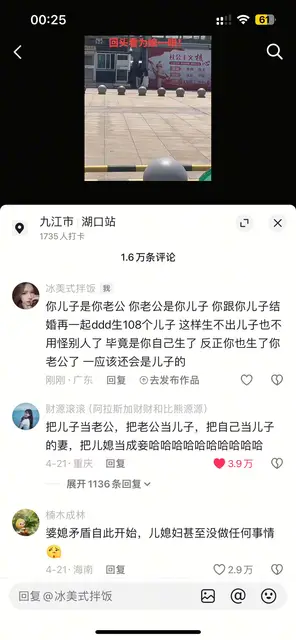 00:25
61
回头看为娘一眼！
九江市 湖口站
1735人打卡
1.6万条评论
冰美式拌饭 我
你儿子是你老公 你老公是你儿子 你跟你儿子结
婚再一起ddd生108个儿子 这样生不出儿子也不
用怪别人了 毕竟是你自己生了 反正你也生了你
老公了 一应该还会是儿子的
刚刚 · 广东 回复 去发布作品
财源滚滚（阿拉斯加财财和比熊源源）
把儿子当老公，把老公当儿子，把自己当儿子
的妻，把儿媳当成妾哈哈哈哈哈哈哈哈哈哈
4-21 · 重庆 回复 3.9万
展开1136条回复
楠木成林
婆媳矛盾自此开始，儿媳妇甚至没做任何事情
4-21 · 海南 回复 2.9万
回复 @冰美式拌饭